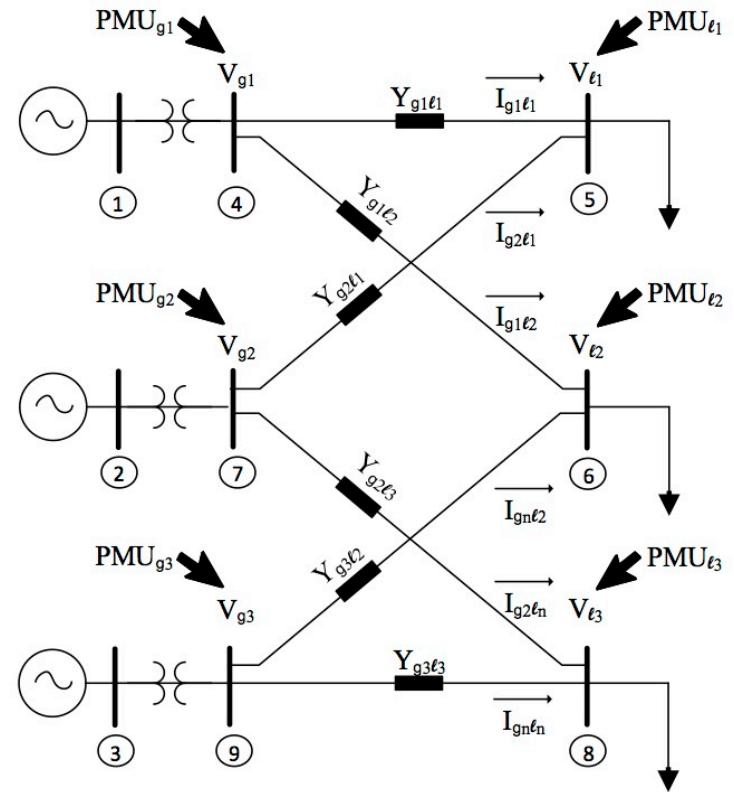 PMUg1
PMUℓ1
Vg1
Vℓ1
Yg1ℓ1
Ig1ℓ1
1
4
5
Yg1ℓ2
Ig2ℓ1
Yg2ℓ1
PMUg2
Ig1ℓ2
PMUℓ2
Vg2
Vℓ2
2
7
6
Yg2ℓ3
Ignℓ2
Yg3ℓ2
PMUg3
PMUℓ3
Vg3
Ig2ℓn
Vℓ3
Yg3ℓ3
Ignℓn
3
9
8